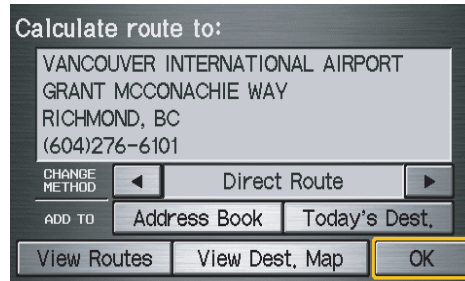 Calculate route to:
VANCOUVER INTERNATIONAL AIRPORT
GRANT MCCONACHIE WAY
RICHMOND, BC
(604)276-6101
CHANGE METHOD ◄ Direct Route ►
ADD TO Address Book Today's Dest.
View Routes View Dest. Map OK